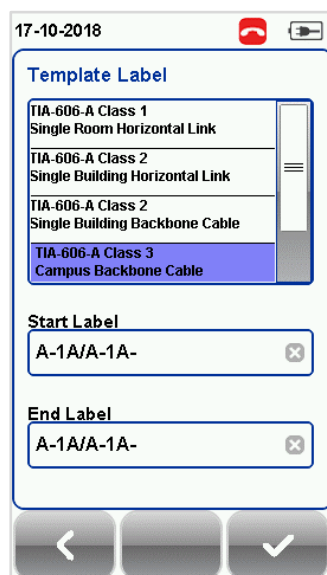 17-10-2018
Template Label
TIA-606-A Class 1
Single Room Horizontal Link
TIA-606-A Class 2
Single Building Horizontal Link
TIA-606-A Class 2
Single Building Backbone Cable
TIA-606-A Class 3
Campus Backbone Cable
Start Label
A-1A/A-1A-
End Label
A-1A/A-1A-